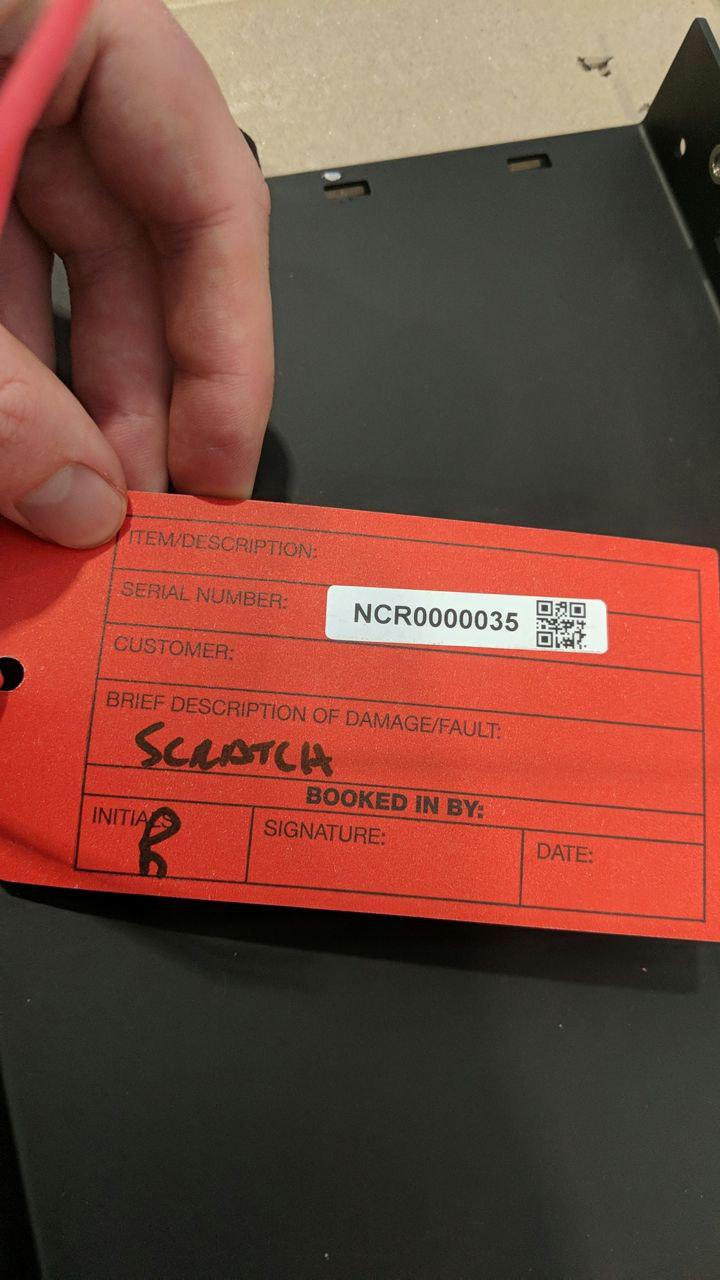 ITEM/DESCRIPTION:
SERIAL NUMBER: NCR0000035
CUSTOMER:
BRIEF DESCRIPTION OF DAMAGE/FAULT:
SCRATCH
BOOKED IN BY:
INITIALS R
SIGNATURE:
DATE: